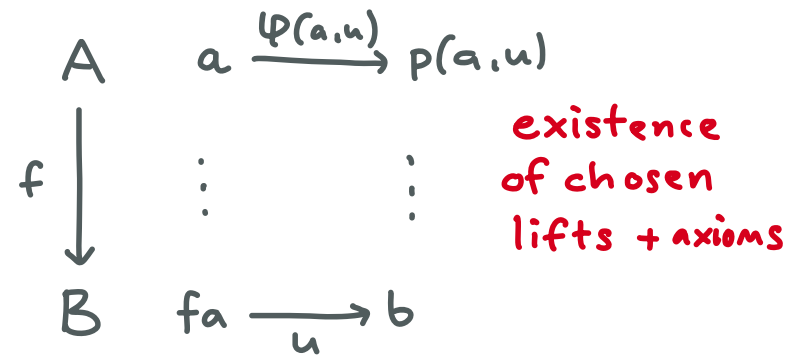 A a φ(a,u) p(a,u)
f
existence
of chosen
lifts + axioms
B fa u b